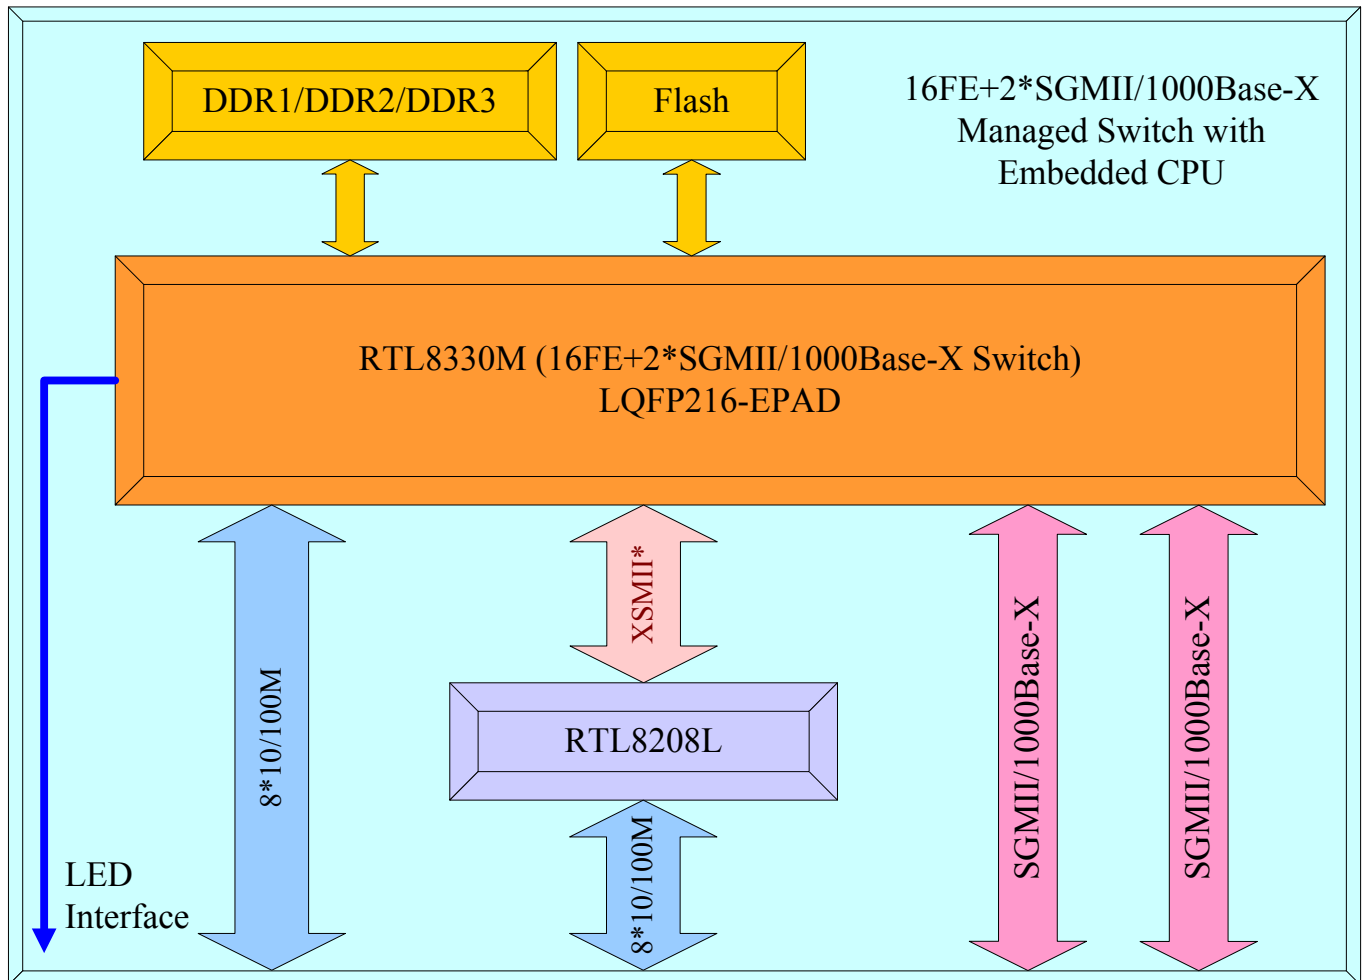 DDR1/DDR2/DDR3
Flash
16FE+2*SGMII/1000Base-X
Managed Switch with
Embedded CPU
RTL8330M (16FE+2*SGMII/1000Base-X Switch)
LQFP216-EPAD
8*10/100M
XSMII*
SGMII/1000Base-X
SGMII/1000Base-X
RTL8208L
8*10/100M
LED
Interface